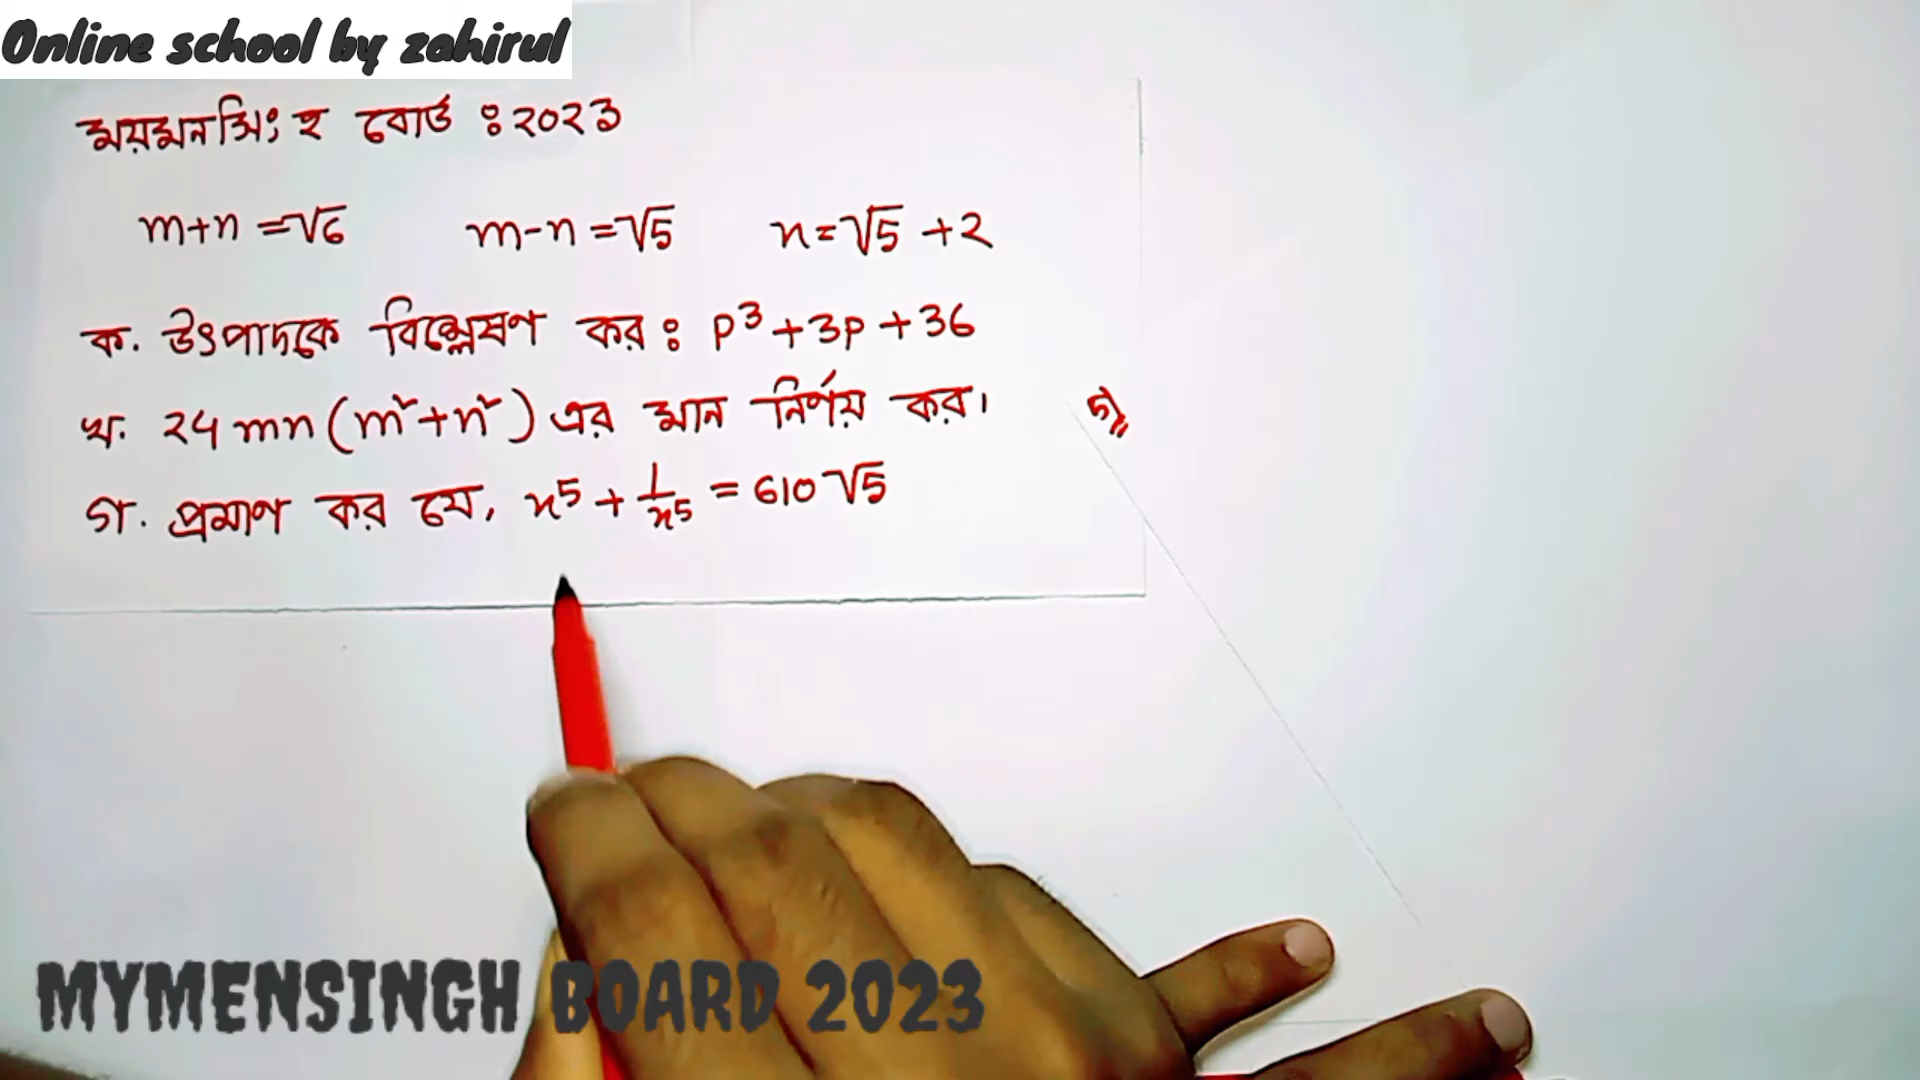 Online school by zahirul
ময়মনসিংহ বোর্ড ঃ ২০২৩
m+n =√6 m-n =√5 x=√5 +2
ক. উৎপাদকে বিশ্লেষণ কর ঃ p³+3p+36
খ. 24mn(m²+n²) এর মান নির্ণয় কর।
গ. প্রমাণ কর যে, x⁵ + 1/x⁵ = 610√5
MYMENSINGH BOARD 2023